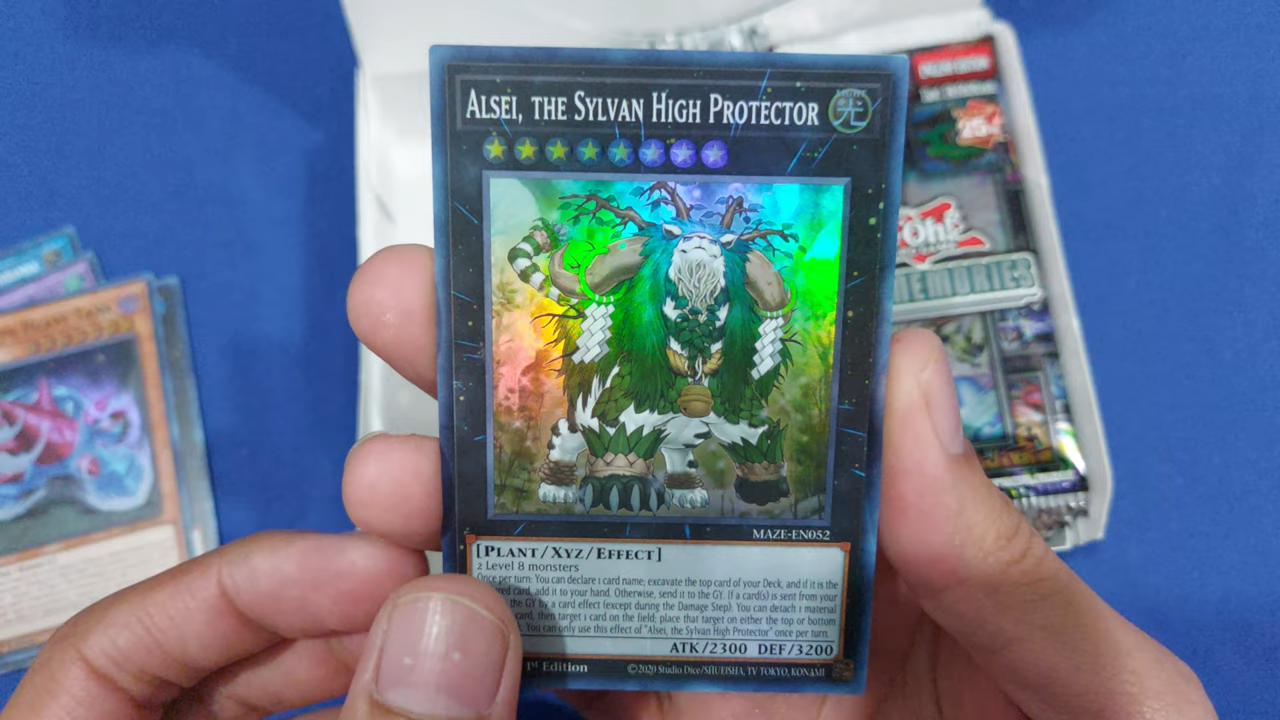 ALSEI, THE SYLVAN HIGH PROTECTOR
LIGHT
光
MAZE-EN052
[PLANT/XYZ/EFFECT]
2 Level 8 monsters
Once per turn: You can declare 1 card name; excavate the top card of your Deck, and if it is the
card, add it to your hand. Otherwise, send it to the GY. If a card(s) is sent from your
the GY by a card effect (except during the Damage Step): You can detach 1 material
card, then target 1 card on the field; place that target on either the top or bottom
You can only use this effect of "Alsei, the Sylvan High Protector" once per turn.
ATK/2300 DEF/3200
1st Edition
©2020 Studio Dice/SHUEISHA, TV TOKYO, KONAMI
25
Oh!
MEMORIES